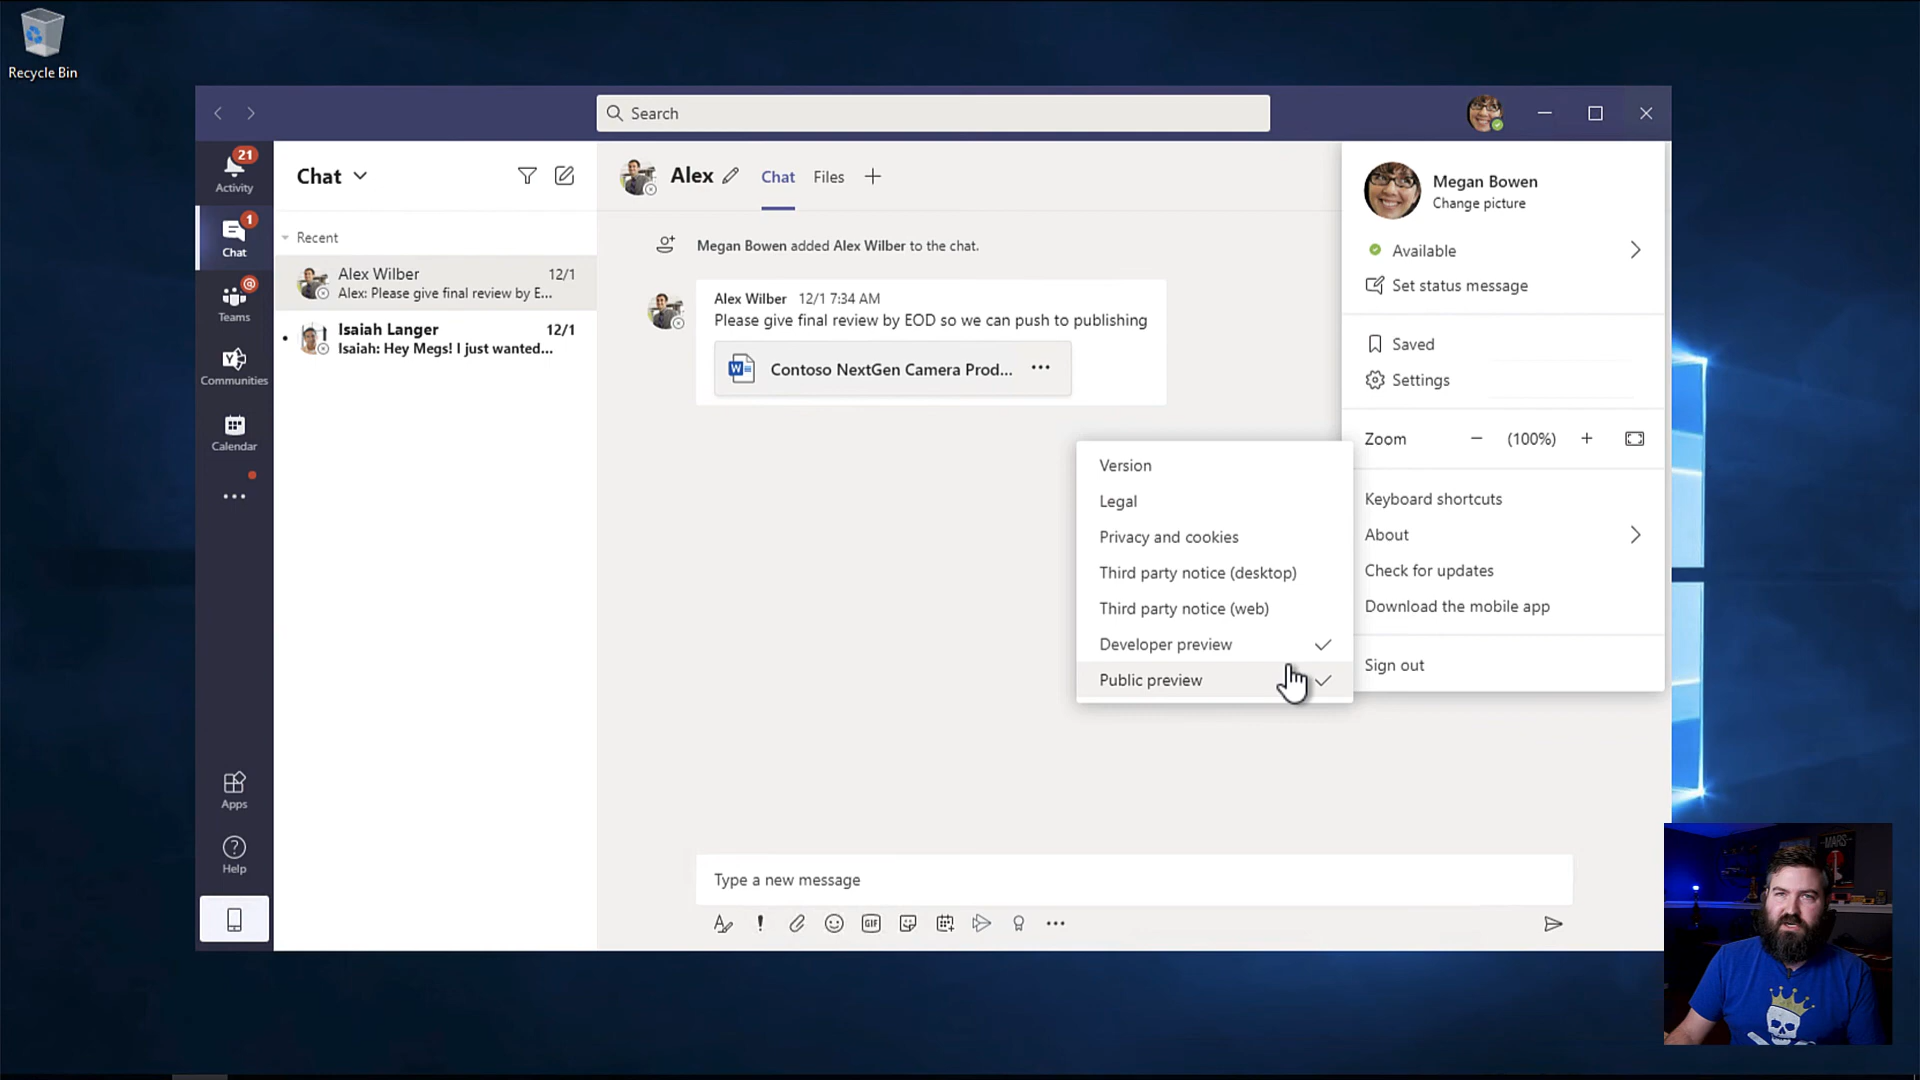 Recycle Bin
Search
21
Activity
1
Chat
@
Teams
Communities
Calendar
Apps
Help
Chat
Recent
Alex Wilber 12/1
Alex: Please give final review by E...
Isaiah Langer 12/1
Isaiah: Hey Megs! I just wanted...
Alex Chat Files
Megan Bowen added Alex Wilber to the chat.
Alex Wilber 12/1 7:34 AM
Please give final review by EOD so we can push to publishing
Contoso NextGen Camera Prod...
Type a new message
GIF
Version
Legal
Privacy and cookies
Third party notice (desktop)
Third party notice (web)
Developer preview
Public preview
Megan Bowen
Change picture
Available
Set status message
Saved
Settings
Zoom (100%)
Keyboard shortcuts
About
Check for updates
Download the mobile app
Sign out
MARS